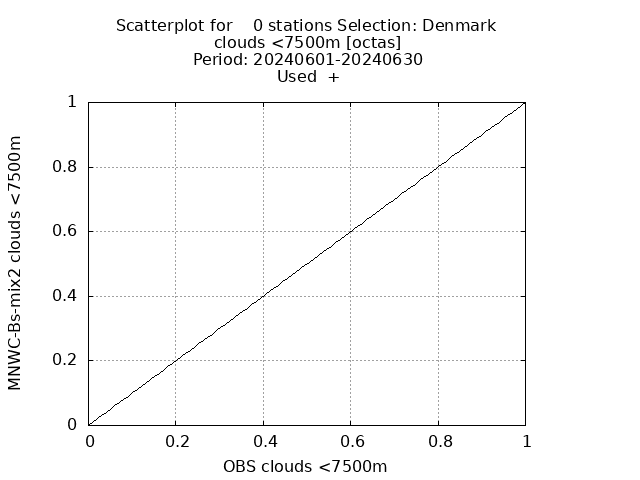 Scatterplot for    0 stations Selection: Denmark
clouds <7500m [octas]
Period: 20240601-20240630
Used  +
MNWC-Bs-mix2 clouds <7500m
1
0.8
0.6
0.4
0.2
0
0 0.2 0.4 0.6 0.8 1
OBS clouds <7500m